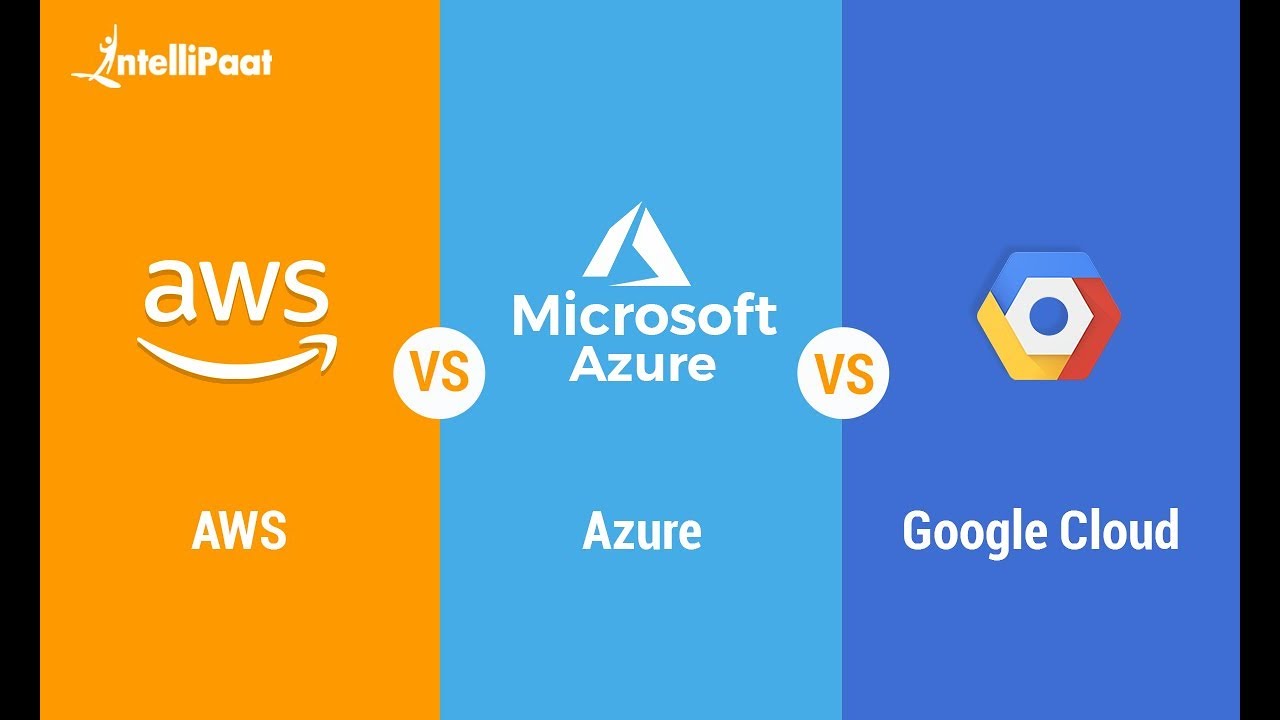 IntelliPaat
aws
VS
Microsoft
Azure
VS
AWS
Azure
Google Cloud